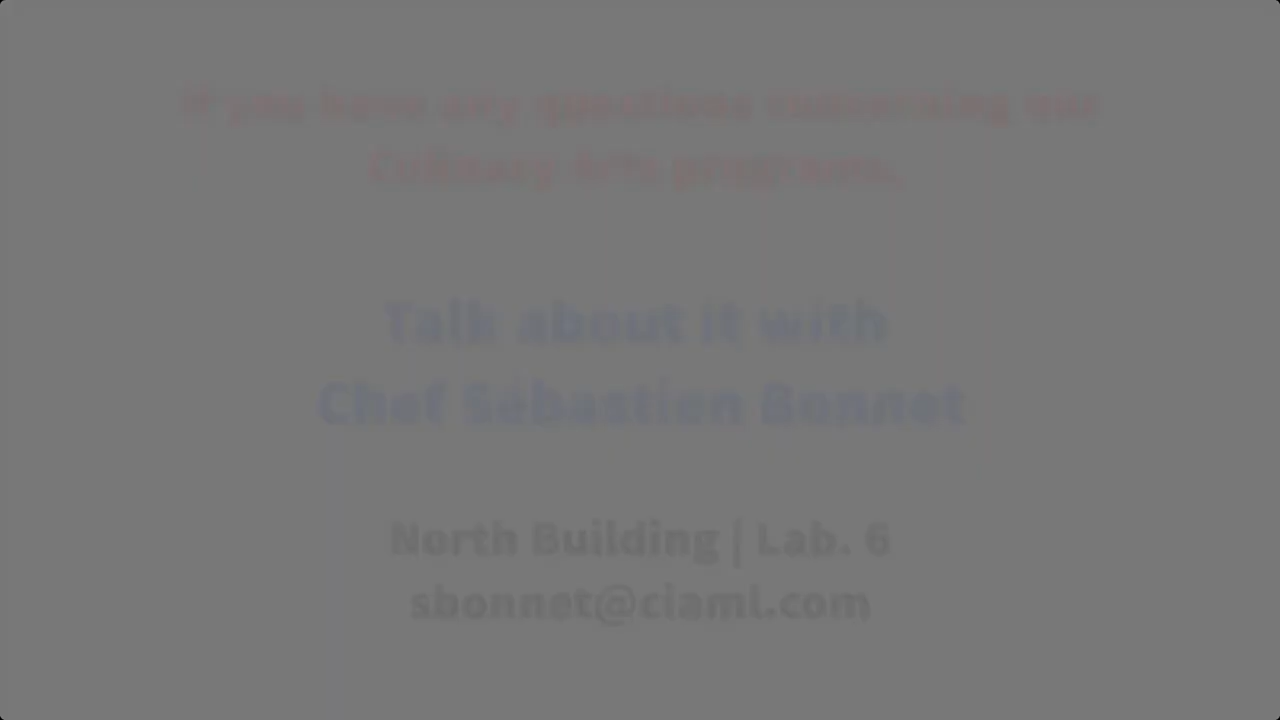 If you have any questions concerning our
Culinary Arts programs,
Talk about it with
Chef Sébastien Bonnet
North Building | Lab. 6
sbonnet@ciaml.com